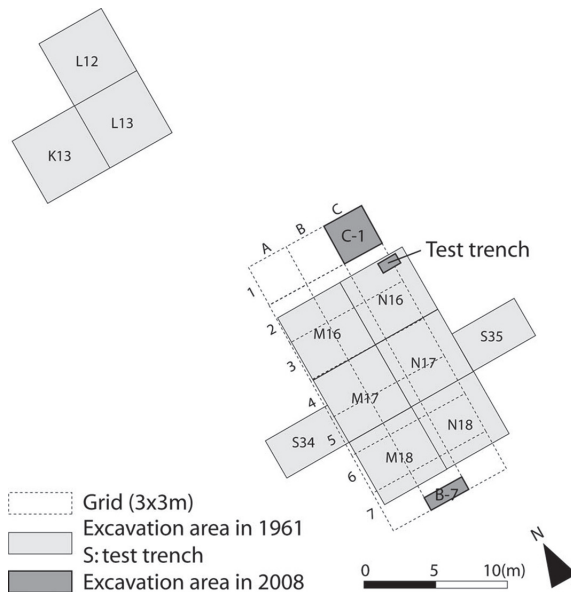 L12
L13
K13
A
B
C
C-1
Test trench
1
2
3
4
5
6
7
M16
N16
S35
N17
M17
S34
N18
M18
B-7
Grid (3x3m)
Excavation area in 1961
S: test trench
Excavation area in 2008
0
5
10(m)
N